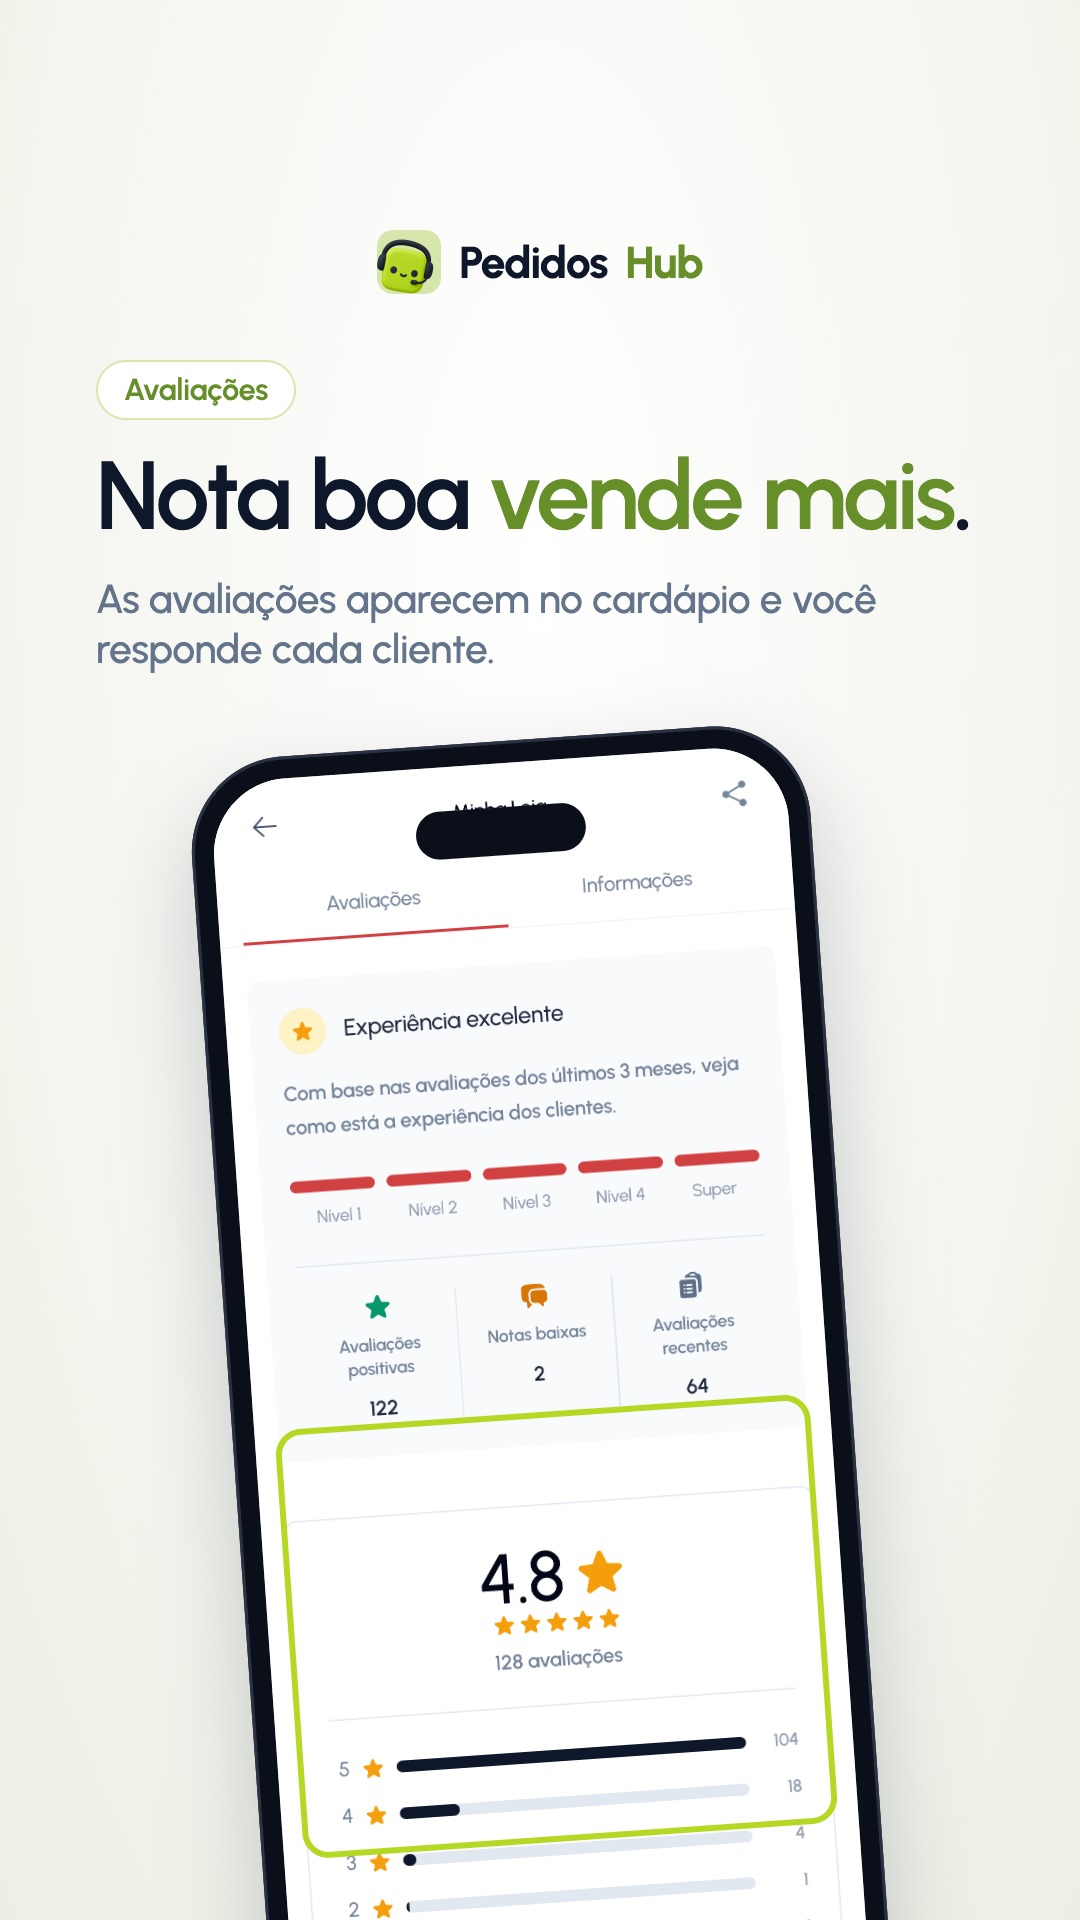 Pedidos Hub
Avaliações
Nota boa vende mais.
As avaliações aparecem no cardápio e você
responde cada cliente.
Avaliações
Informações
Experiência excelente
Com base nas avaliações dos últimos 3 meses, veja
como está a experiência dos clientes.
Nível 1
Nível 2
Nível 3
Nível 4
Super
Avaliações
positivas
122
Notas baixas
2
Avaliações
recentes
64
4.8
128 avaliações
5 104
4 18
3 4
2 1